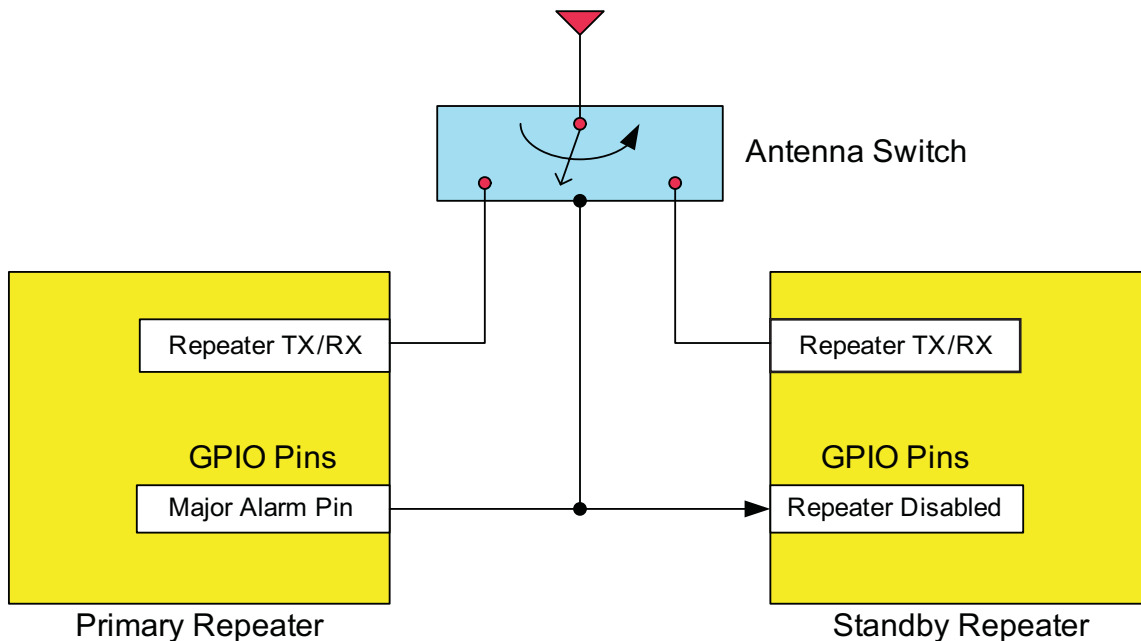 Antenna Switch
Repeater TX/RX
Repeater TX/RX
GPIO Pins
GPIO Pins
Major Alarm Pin
Repeater Disabled
Primary Repeater
Standby Repeater